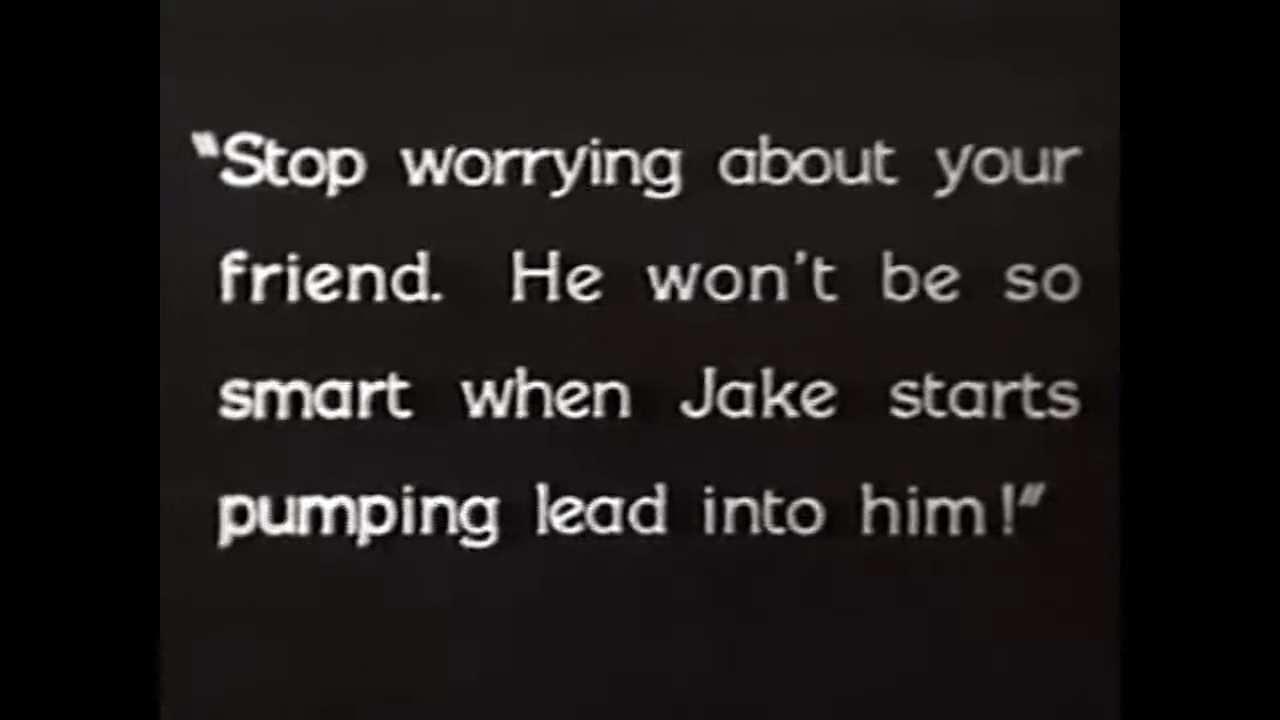 “Stop worrying about your
friend. He won't be so
smart when Jake starts
pumping lead into him!”